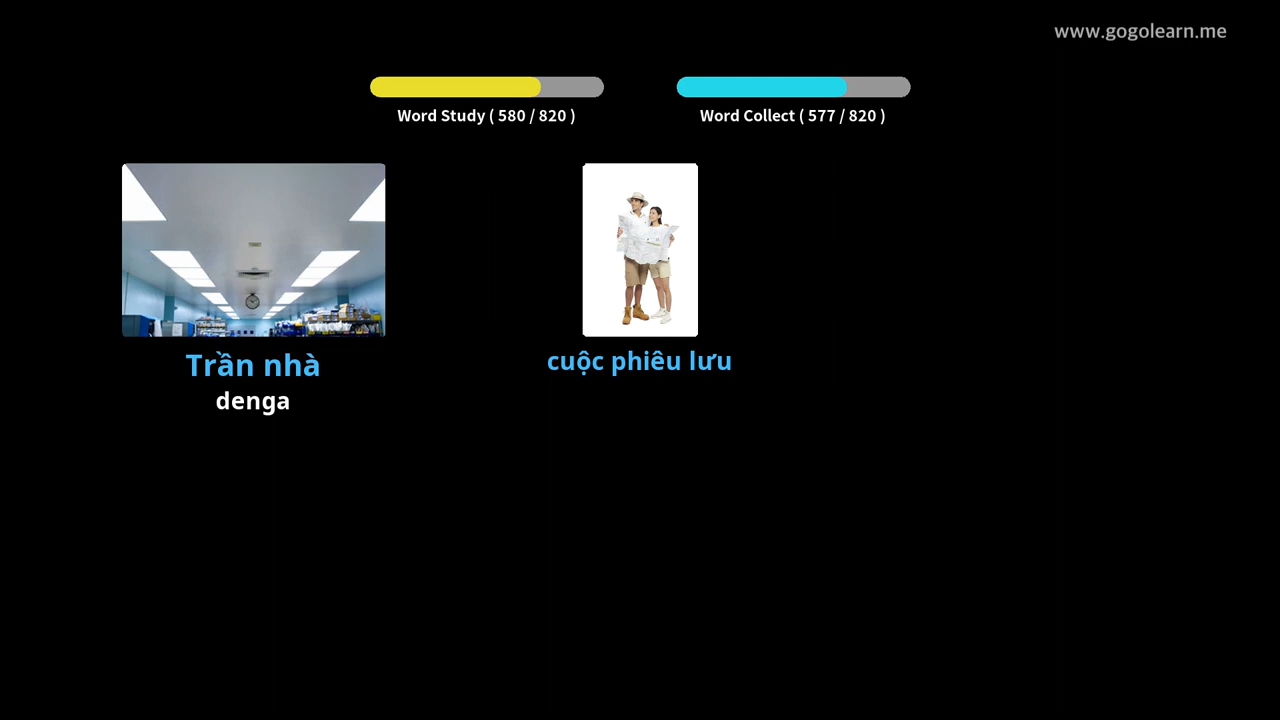 www.gogolearn.me
Word Study ( 580 / 820 )
Word Collect ( 577 / 820 )
Trần nhà
denga
cuộc phiêu lưu